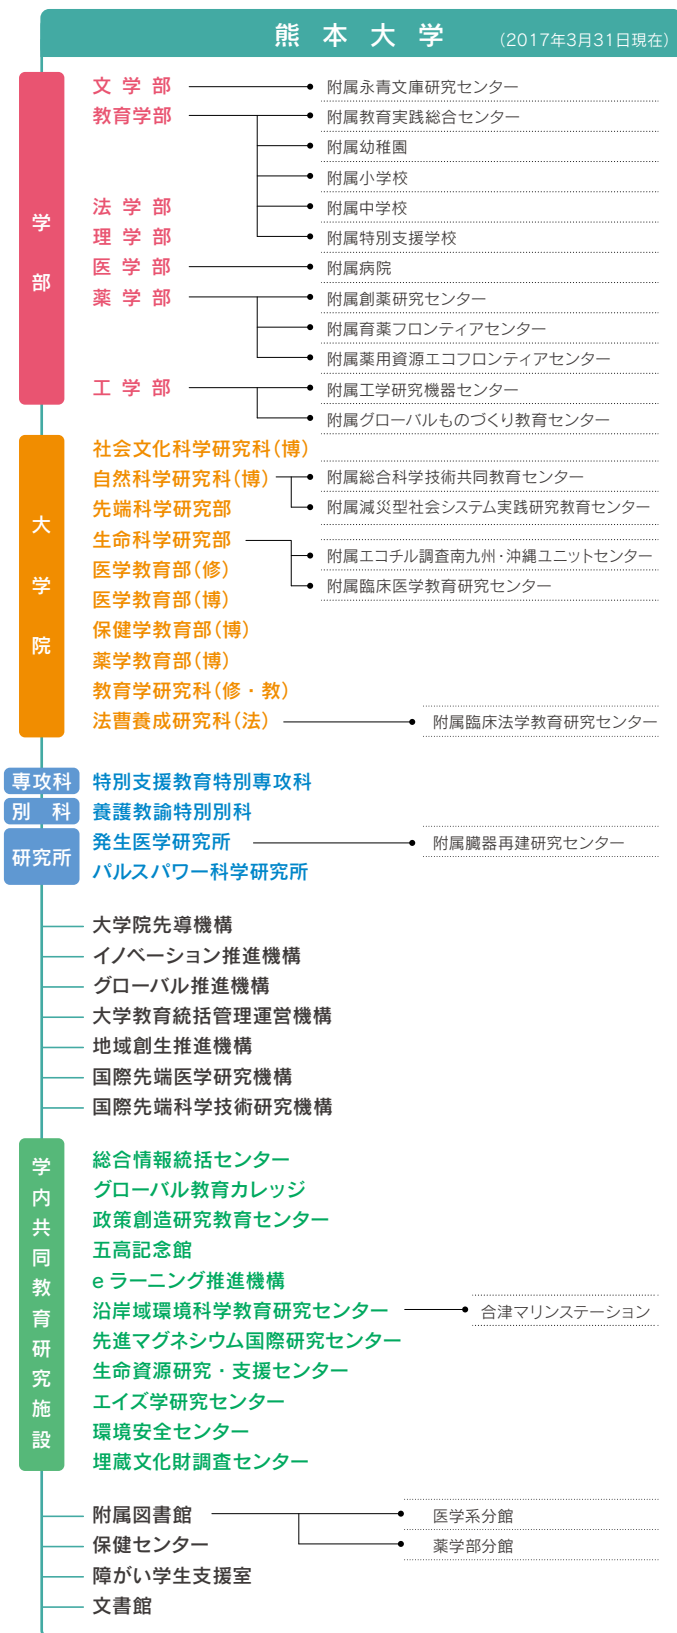 熊本大学 (2017年3月31日現在)
学部
文学部 附属永青文庫研究センター
教育学部 附属教育実践総合センター
附属幼稚園
附属小学校
法学部 附属中学校
理学部 附属特別支援学校
医学部 附属病院
薬学部 附属創薬研究センター
附属育薬フロンティアセンター
附属薬用資源エコフロンティアセンター
工学部 附属工学研究機器センター
附属グローバルものづくり教育センター
大学院
社会文化科学研究科(博)
自然科学研究科(博) 附属総合科学技術共同教育センター
先端科学研究部 附属減災型社会システム実践研究教育センター
生命科学研究部 附属エコチル調査南九州・沖縄ユニットセンター
医学教育部(修) 附属臨床医学教育研究センター
医学教育部(博)
保健学教育部(博)
薬学教育部(博)
教育学研究科(修・教)
法曹養成研究科(法) 附属臨床法学教育研究センター
専攻科 特別支援教育特別専攻科
別科 養護教諭特別別科
研究所
発生医学研究所 附属臓器再建研究センター
パルスパワー科学研究所
大学院先導機構
イノベーション推進機構
グローバル推進機構
大学教育統括管理運営機構
地域創生推進機構
国際先端医学研究機構
国際先端科学技術研究機構
学内共同教育研究施設
総合情報統括センター
グローバル教育カレッジ
政策創造研究教育センター
五高記念館
eラーニング推進機構
沿岸域環境科学教育研究センター 合津マリンステーション
先進マグネシウム国際研究センター
生命資源研究・支援センター
エイズ学研究センター
環境安全センター
埋蔵文化財調査センター
附属図書館 医学系分館
保健センター 薬学部分館
障がい学生支援室
文書館